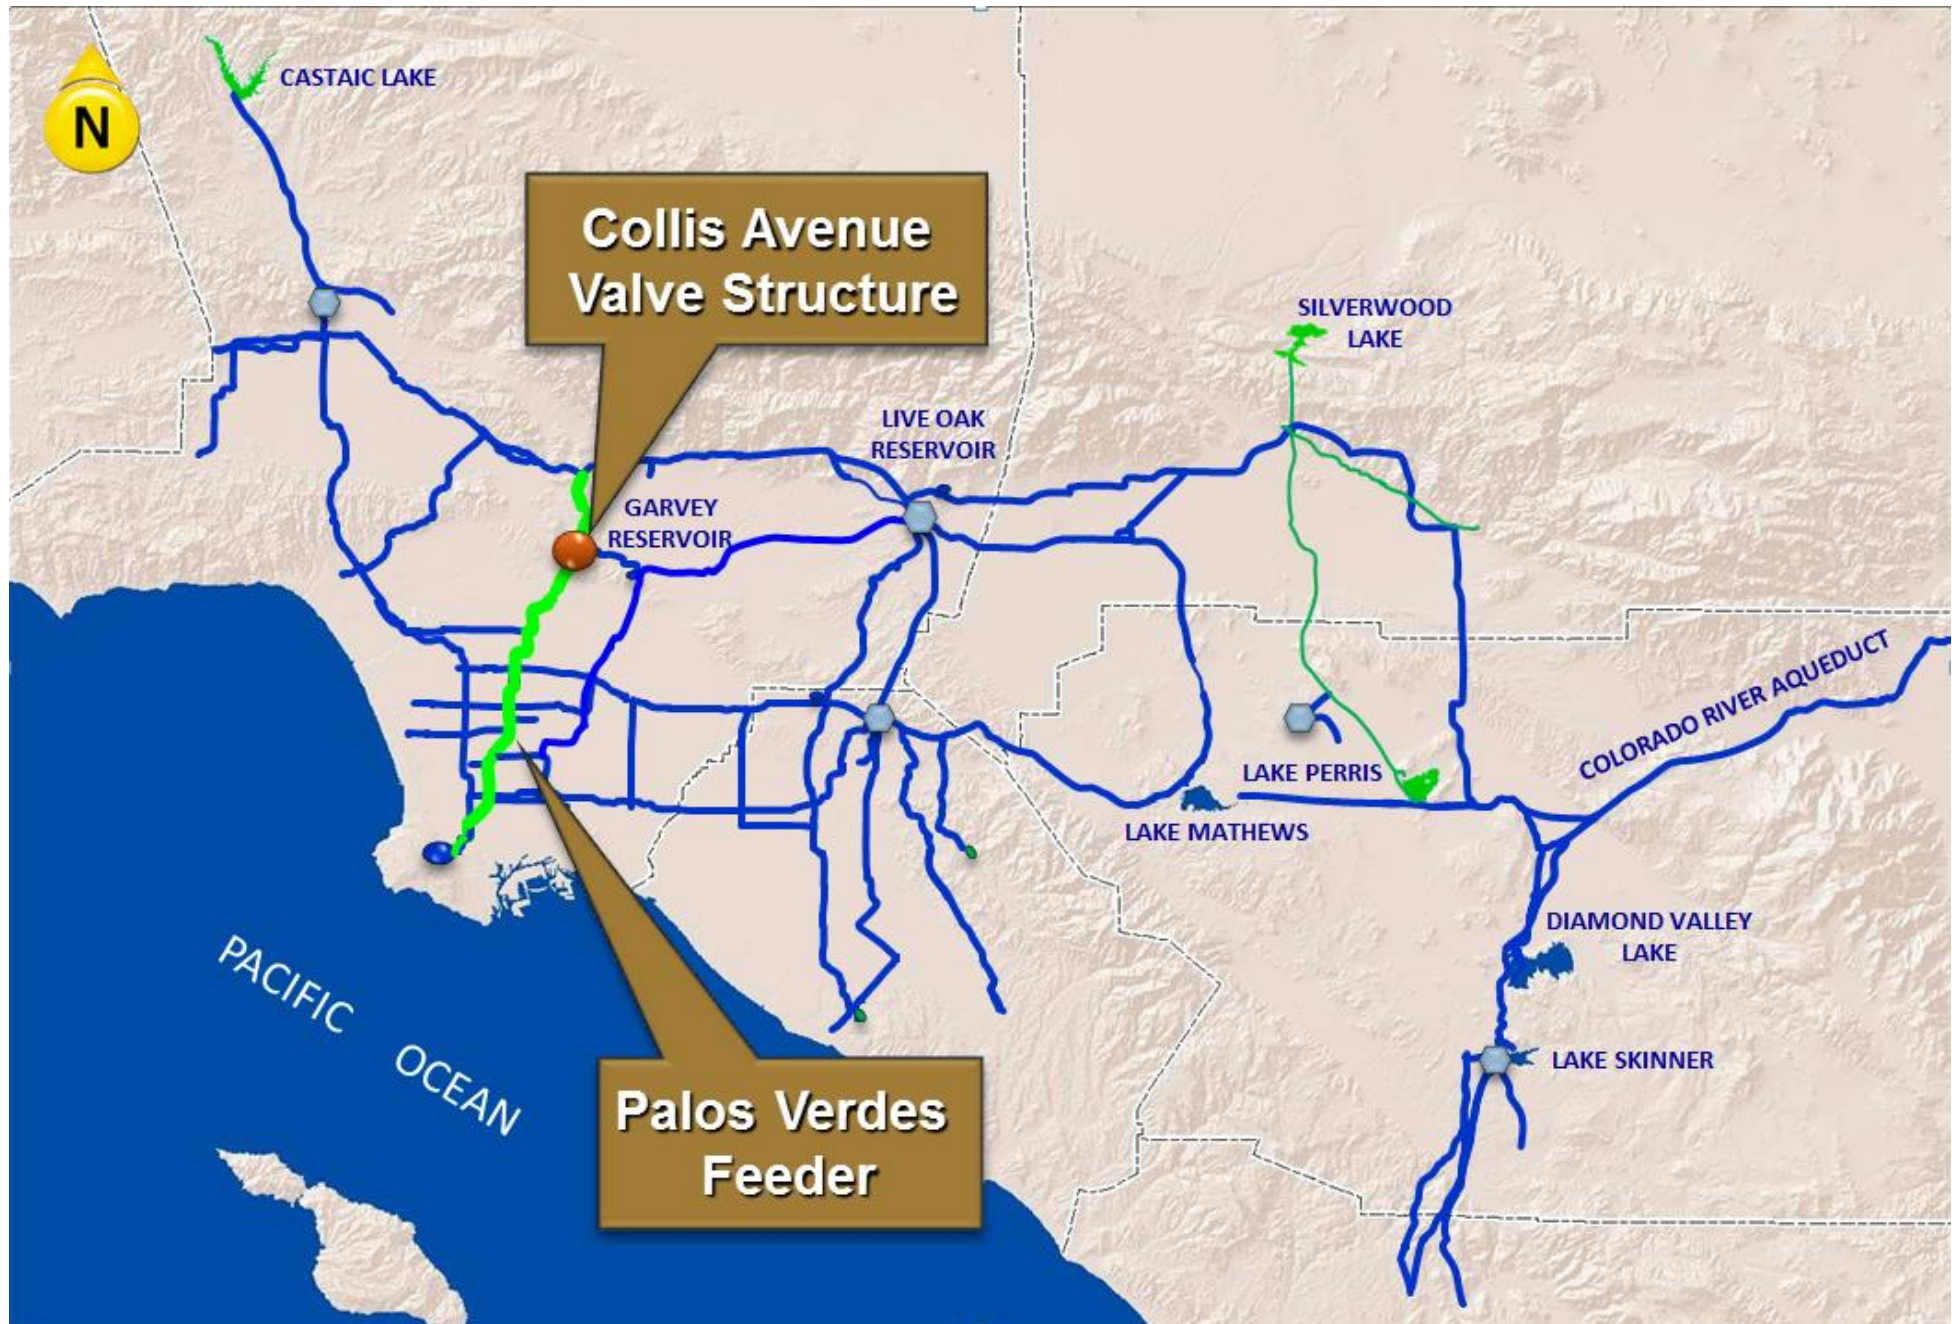 CASTAIC LAKE
N
Collis Avenue
Valve Structure
SILVERWOOD
LAKE
LIVE OAK
RESERVOIR
GARVEY
RESERVOIR
COLORADO RIVER AQUEDUCT
LAKE PERRIS
LAKE MATHEWS
DIAMOND VALLEY
LAKE
PACIFIC
OCEAN
LAKE SKINNER
Palos Verdes
Feeder